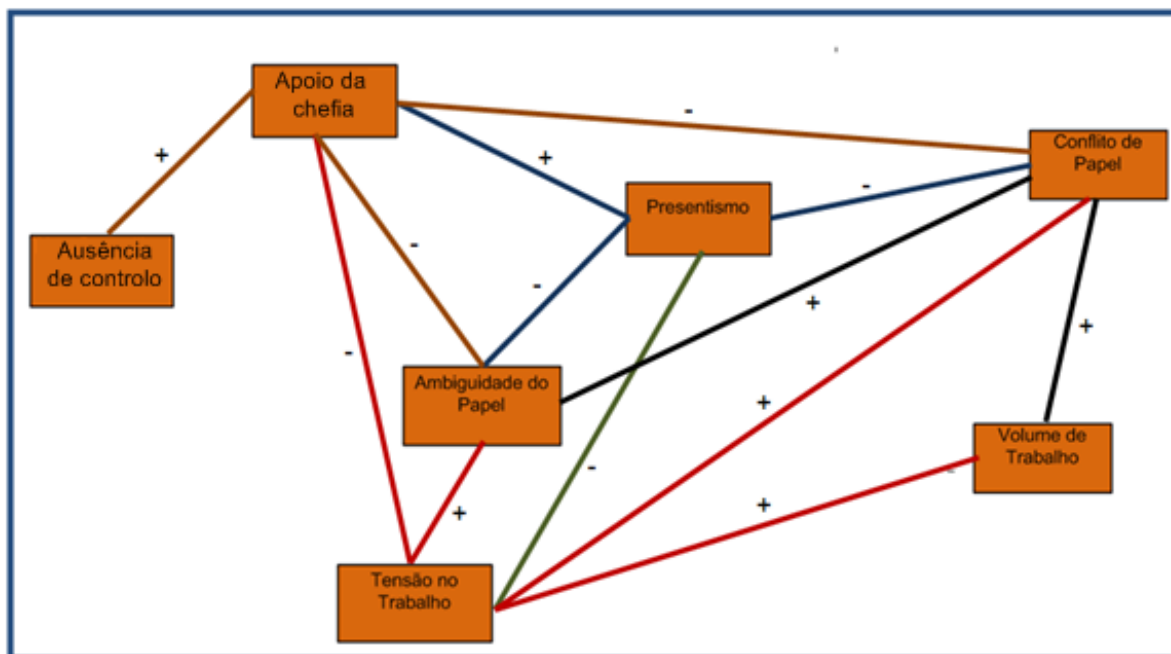 Apoio da
chefia
-
Conflito de
Papel
+
+
-
Presentismo
Ausência
de controlo
-
-
+
+
-
Ambiguidade do
Papel
+
Volume de
Trabalho
-
+
+
Tensão no
Trabalho